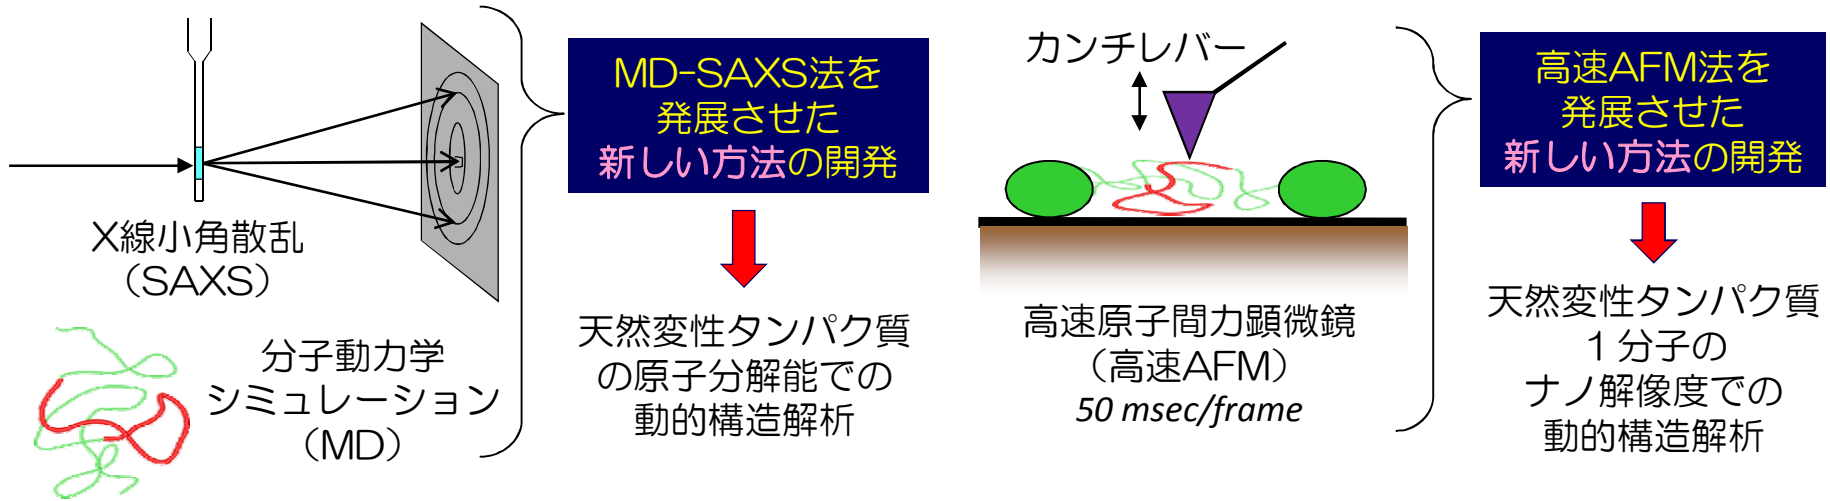 X線小角散乱
（SAXS）
分子動力学
シミュレーション
（MD）
MD-SAXS法を
発展させた
新しい方法の開発
天然変性タンパク質
の原子分解能での
動的構造解析
カンチレバー
高速原子間力顕微鏡
（高速AFM）
50 msec/frame
高速AFM法を
発展させた
新しい方法の開発
天然変性タンパク質
１分子の
ナノ解像度での
動的構造解析